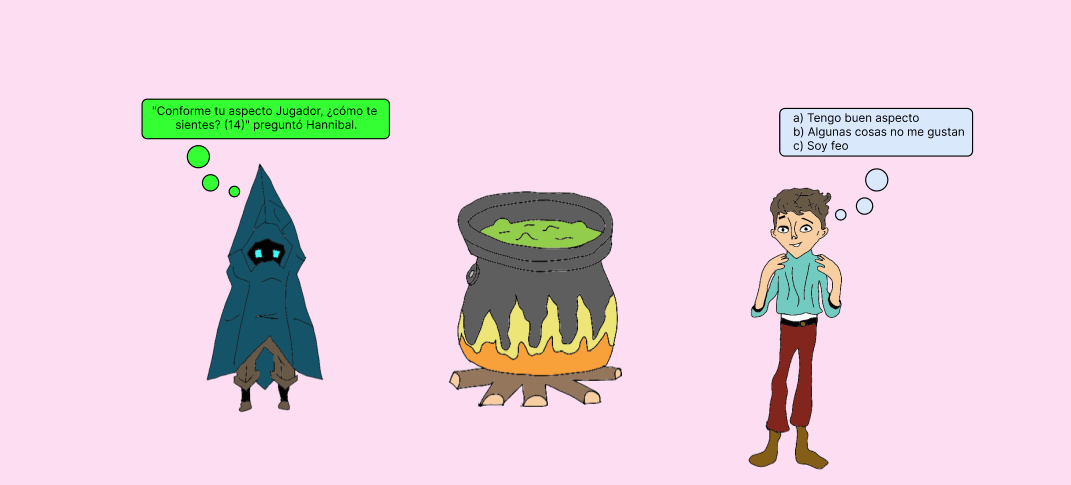 "Conforme tu aspecto Jugador, ¿cómo te
sientes? (14)" preguntó Hannibal.
a) Tengo buen aspecto
b) Algunas cosas no me gustan
c) Soy feo